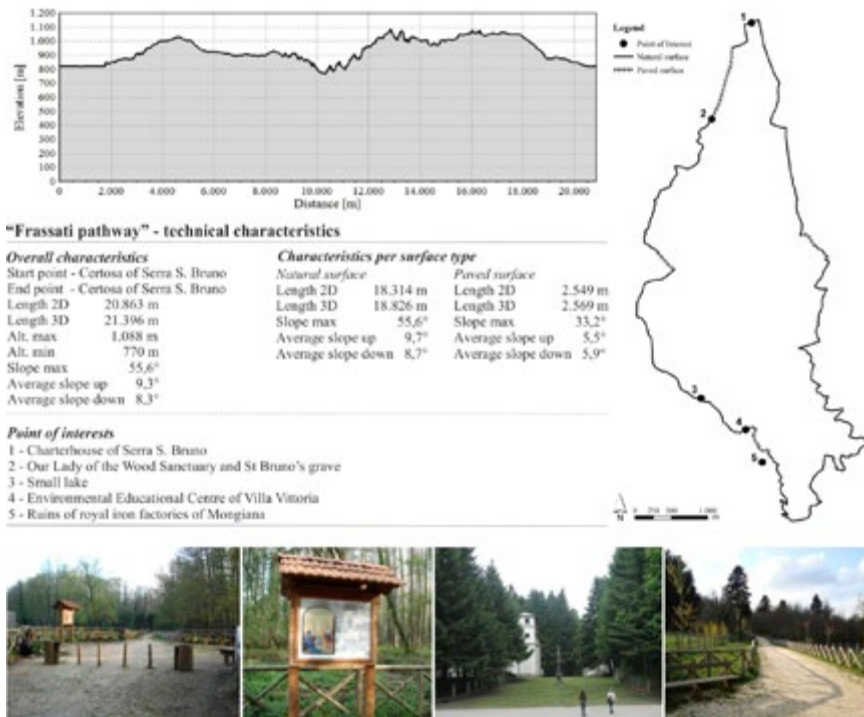 1.200
1.100
1.000
900
800
700
600
500
400
300
200
100
0
Elevation [m]
0 2.000 4.000 6.000 8.000 10.000 12.000 14.000 16.000 18.000 20.000
Distance [m]
Legend
Point of Interest
Natural surface
Paved surface
1
2
3
4
5
N
0 250 500 1.000
m
"Frassati pathway" - technical characteristics
Overall characteristics
Start point - Certosa of Serra S. Bruno
End point - Certosa of Serra S. Bruno
Length 2D 20.863 m
Length 3D 21.396 m
Alt. max 1.088 m
Alt. min 770 m
Slope max 55,6°
Average slope up 9,3°
Average slope down 8,3°
Characteristics per surface type
Natural surface
Length 2D 18.314 m
Length 3D 18.826 m
Slope max 55,6°
Average slope up 9,7°
Average slope down 8,7°
Paved surface
Length 2D 2.549 m
Length 3D 2.569 m
Slope max 33,2°
Average slope up 5,5°
Average slope down 5,9°
Point of interests
1 - Charterhouse of Serra S. Bruno
2 - Our Lady of the Wood Sanctuary and St Bruno's grave
3 - Small lake
4 - Environmental Educational Centre of Villa Vittoria
5 - Ruins of royal iron factories of Mongiana